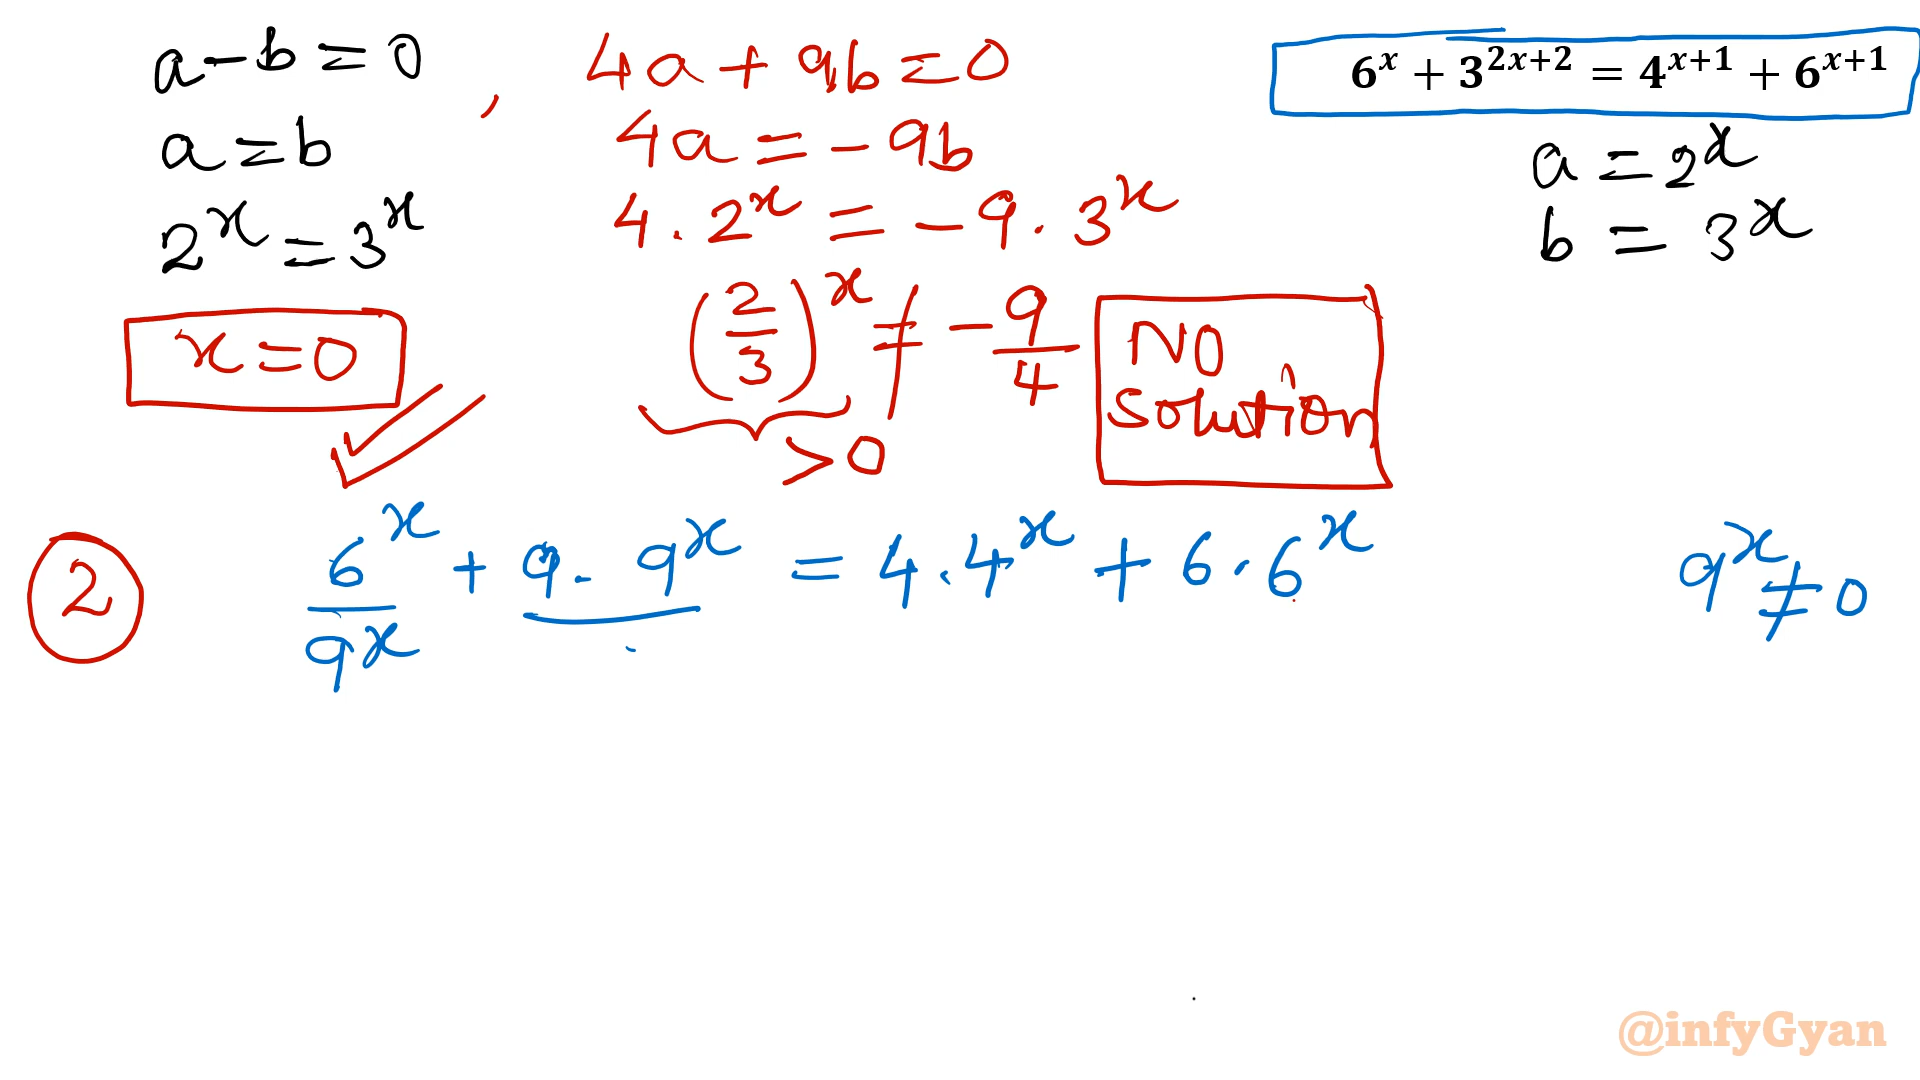 a - b = 0 , 4a + 9b = 0
a = b
4a = - 9b
2^x = 3^x
4 . 2^x = - 9 . 3^x
x = 0
(2/3)^x ≠ - 9/4
> 0
NO
solution
6^x + 3^{2x+2} = 4^{x+1} + 6^{x+1}
a = 2^x
b = 3^x
2
6^x/9^x + 9 . 9^x = 4 . 4^x + 6 . 6^x
9^x ≠ 0
@infyGyan